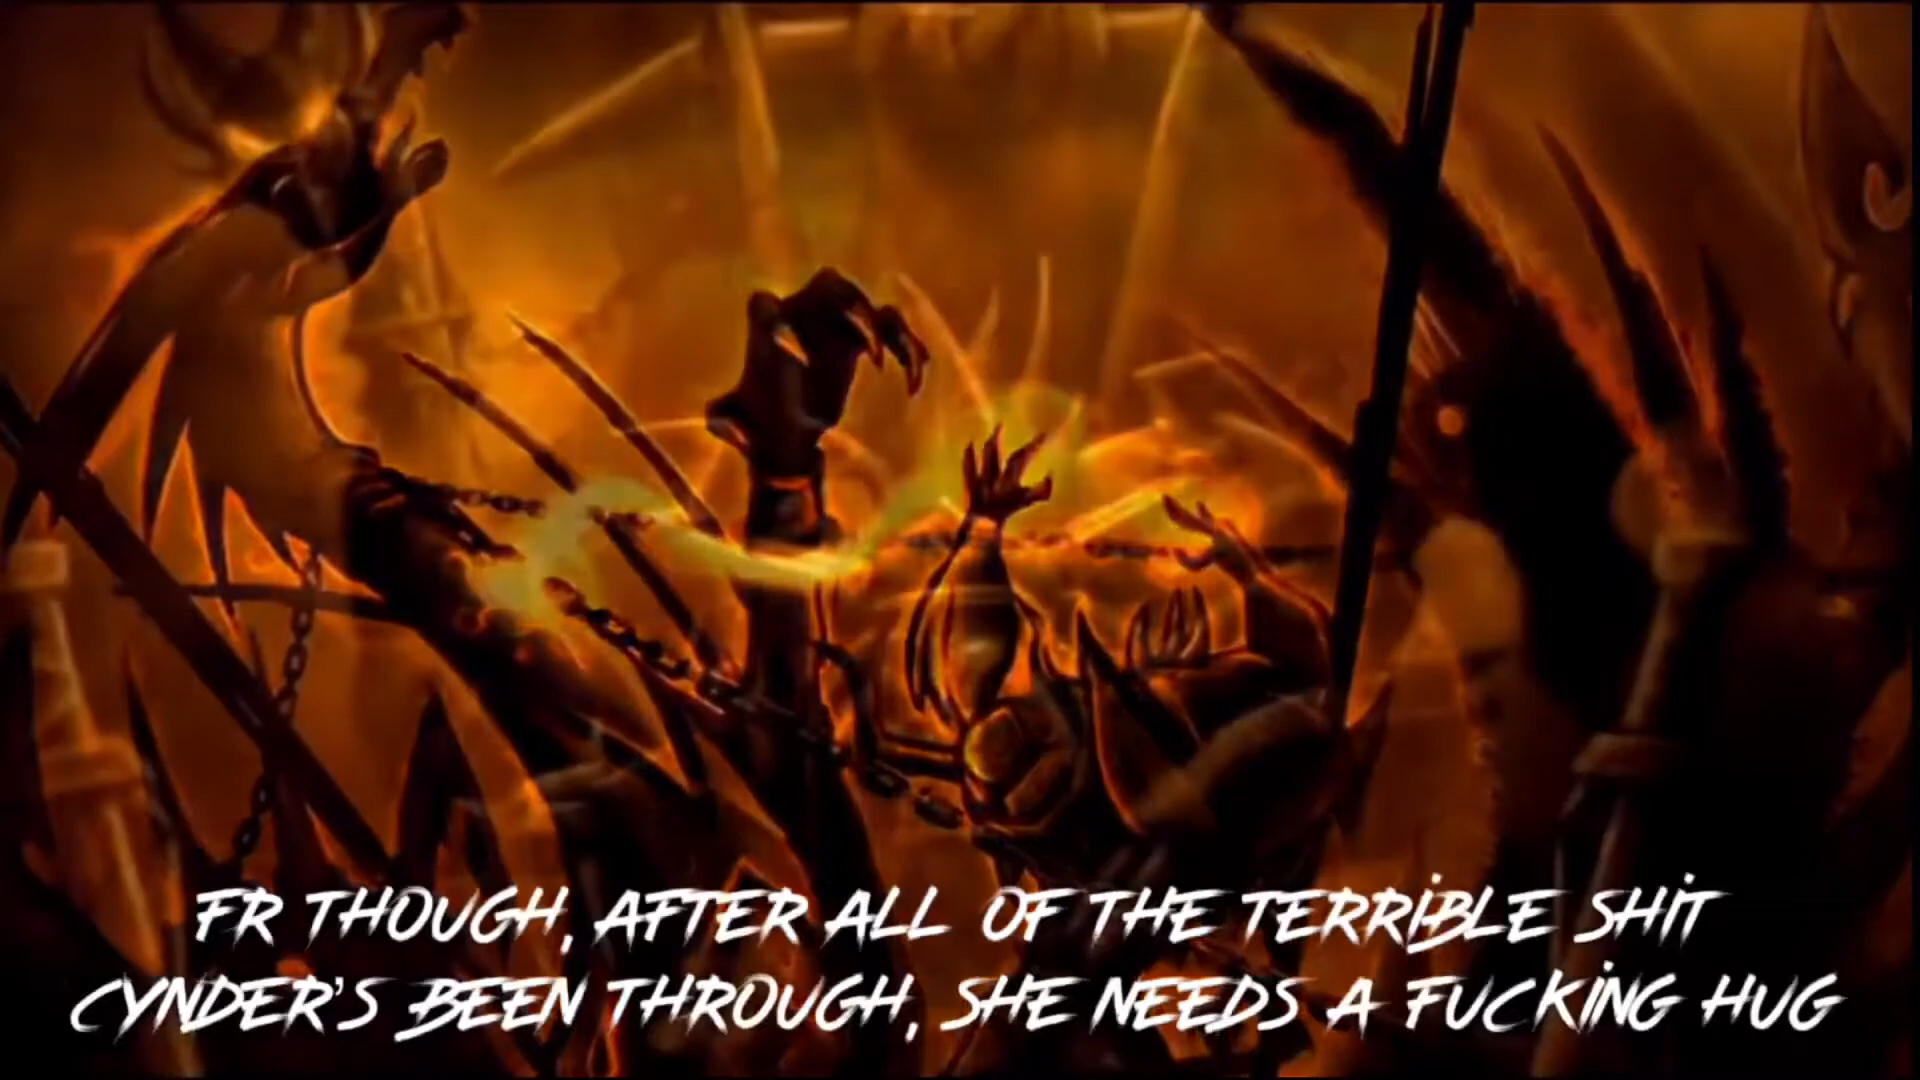 FR THOUGH, AFTER ALL OF THE TERRIBLE SHIT
CYNDER'S BEEN THROUGH, SHE NEEDS A FUCKING HUG